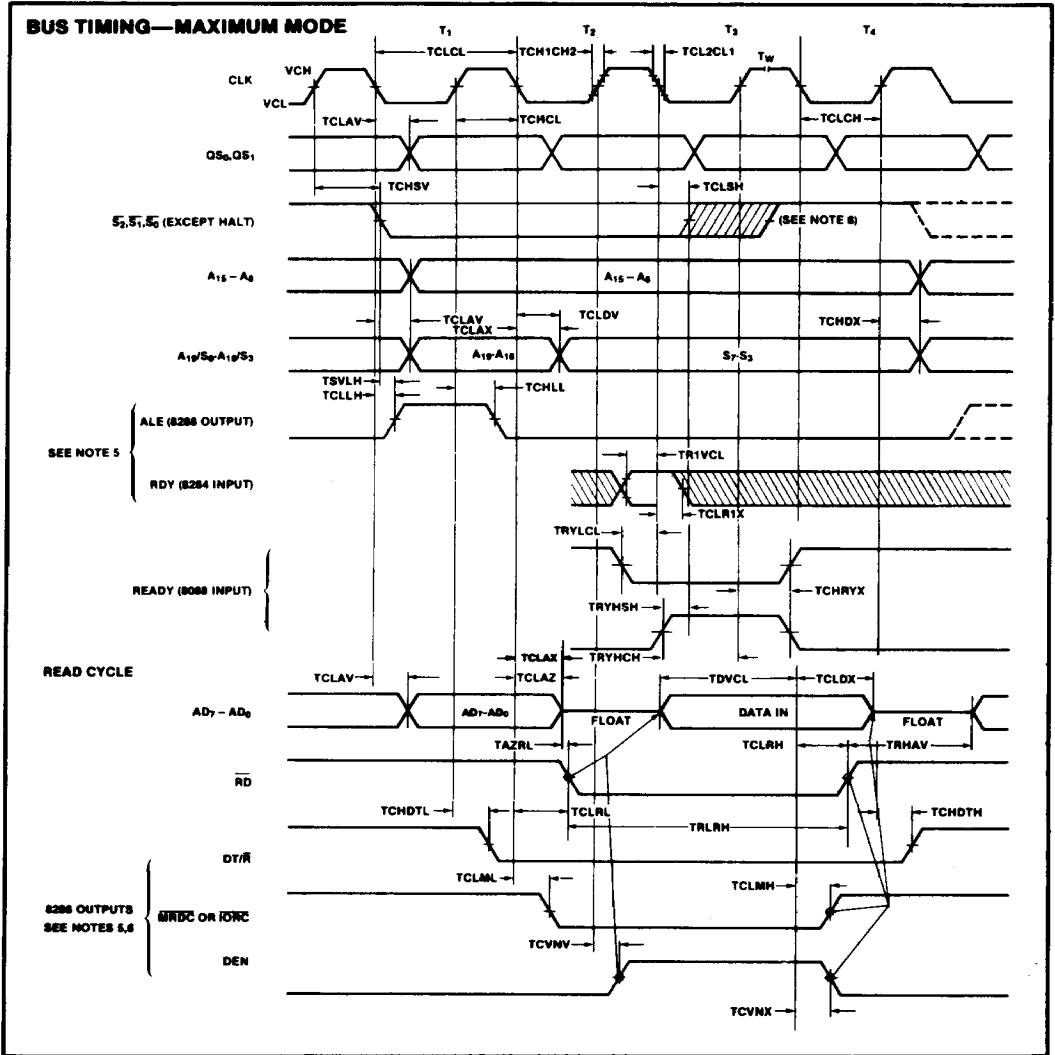 BUS TIMING—MAXIMUM MODE
T1 T2 T3 T4
TCLCL TCH1CH2 TCL2CL1 TW
VCH
CLK
VCL
TCLAV TCHCL TCLCH
QS0,QS1
TCHSV TCLSH
S2,S1,S0 (EXCEPT HALT) (SEE NOTE 8)
A15 – A8 A15 – A8
TCLAV TCLDV TCHDX
TCLAX
A19/S6-A16/S3 A19-A16 S7-S3
TSVLH TCHLL
TCLLH
ALE (8288 OUTPUT)
SEE NOTE 5
TR1VCL
RDY (8284 INPUT)
TCLR1X
TRYLCL
READY (8088 INPUT) TCHRYX
TRYHSH
READ CYCLE
TCLAX TRYHCH
TCLAV TCLAZ TDVCL TCLDX
AD7 – AD0 AD7-AD0 FLOAT DATA IN FLOAT
TAZRL TCLRH TRHAV
RD
TCHDTL TCLRL TRLRH TCHDTH
DT/R
TCLML TCLMH
8288 OUTPUTS
SEE NOTES 5,6
MRDC OR IORC
TCVNV
DEN
TCVNX